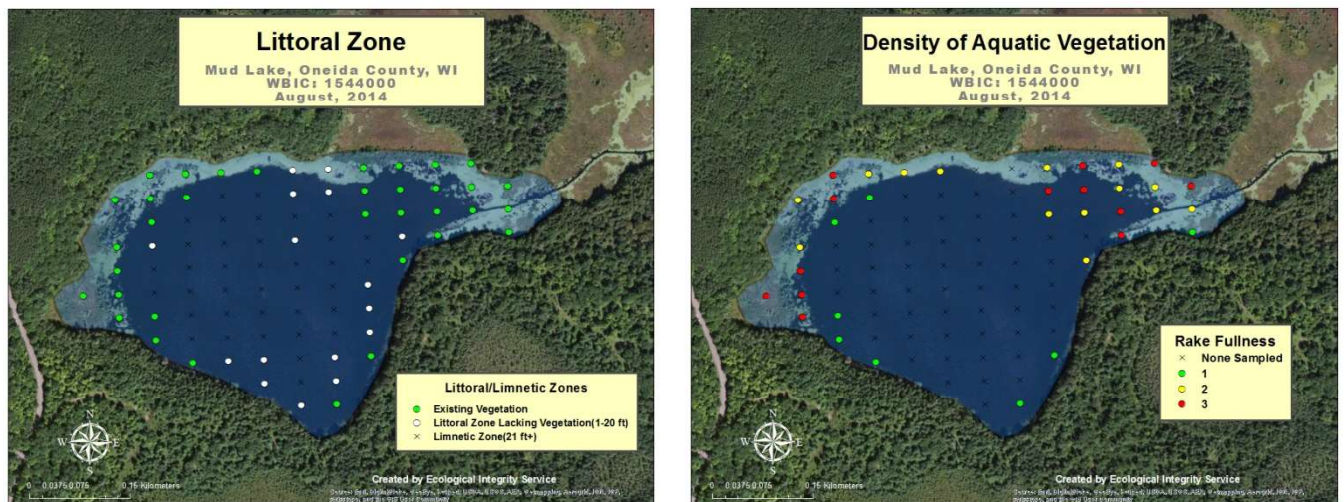 Littoral Zone
Mud Lake, Oneida County, WI
WBIC: 1544000
August, 2014
Littoral/Limnetic Zones
Existing Vegetation
Littoral Zone Lacking Vegetation(1-20 ft)
Limnetic Zone(21 ft+)
N
W E
S
0 0.0375 0.075 0.15 Kilometers
Created by Ecological Integrity Service
Density of Aquatic Vegetation
Mud Lake, Oneida County, WI
WBIC: 1544000
August, 2014
Rake Fullness
None Sampled
1
2
3
N
W E
S
0 0.0375 0.075 0.15 Kilometers
Created by Ecological Integrity Service